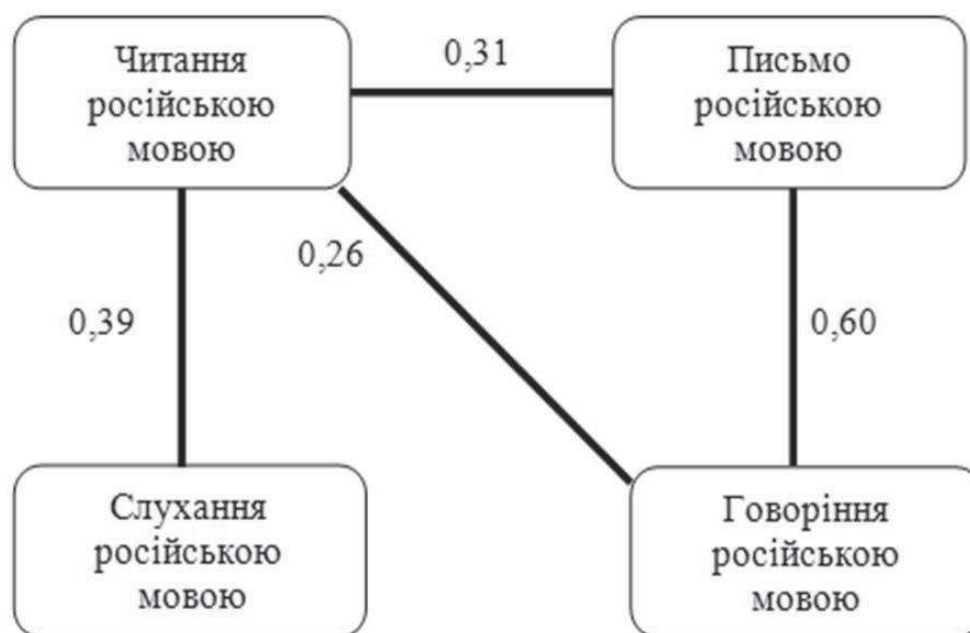 Читання
російською
мовою
0,31
Письмо
російською
мовою
0,26
0,39
0,60
Слухання
російською
мовою
Говоріння
російською
мовою